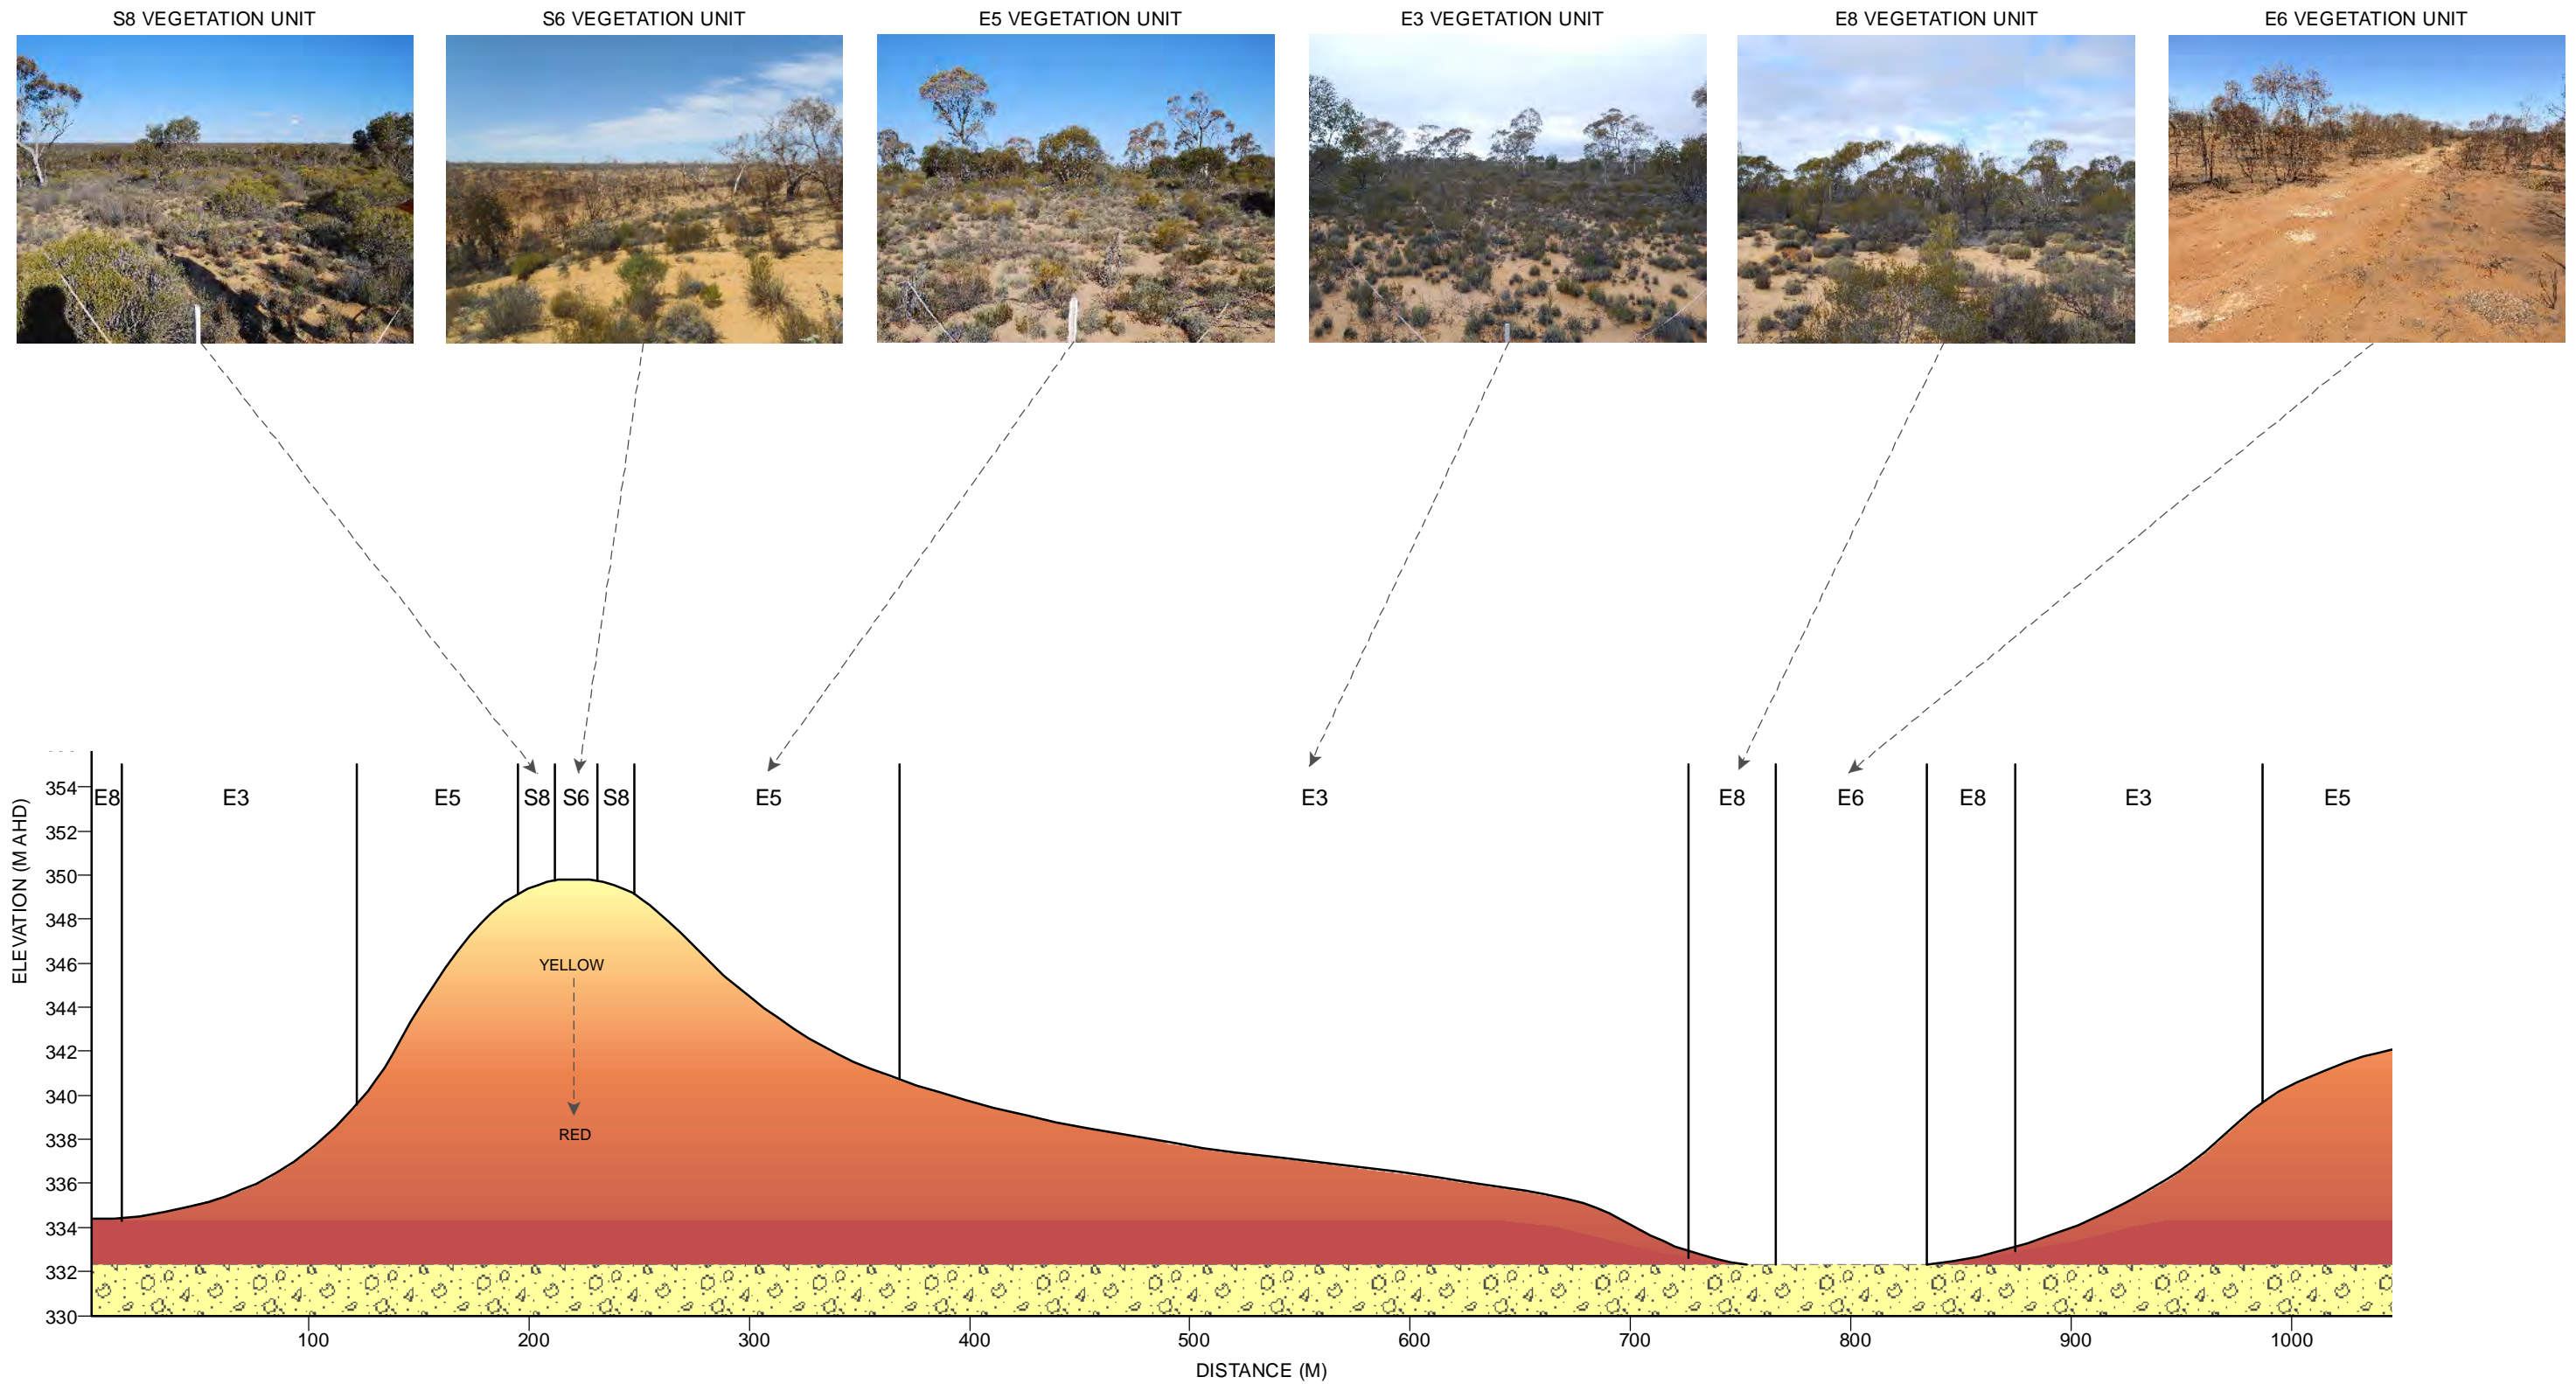 S8 VEGETATION UNIT
S6 VEGETATION UNIT
E5 VEGETATION UNIT
E3 VEGETATION UNIT
E8 VEGETATION UNIT
E6 VEGETATION UNIT
E8
E3
E5
S8
S6
S8
E5
E3
E8
E6
E8
E3
E5
ELEVATION (M AHD)
354
352
350
348
346
344
342
340
338
336
334
332
330
YELLOW
RED
100
200
300
400
500
600
700
800
900
1000
DISTANCE (M)